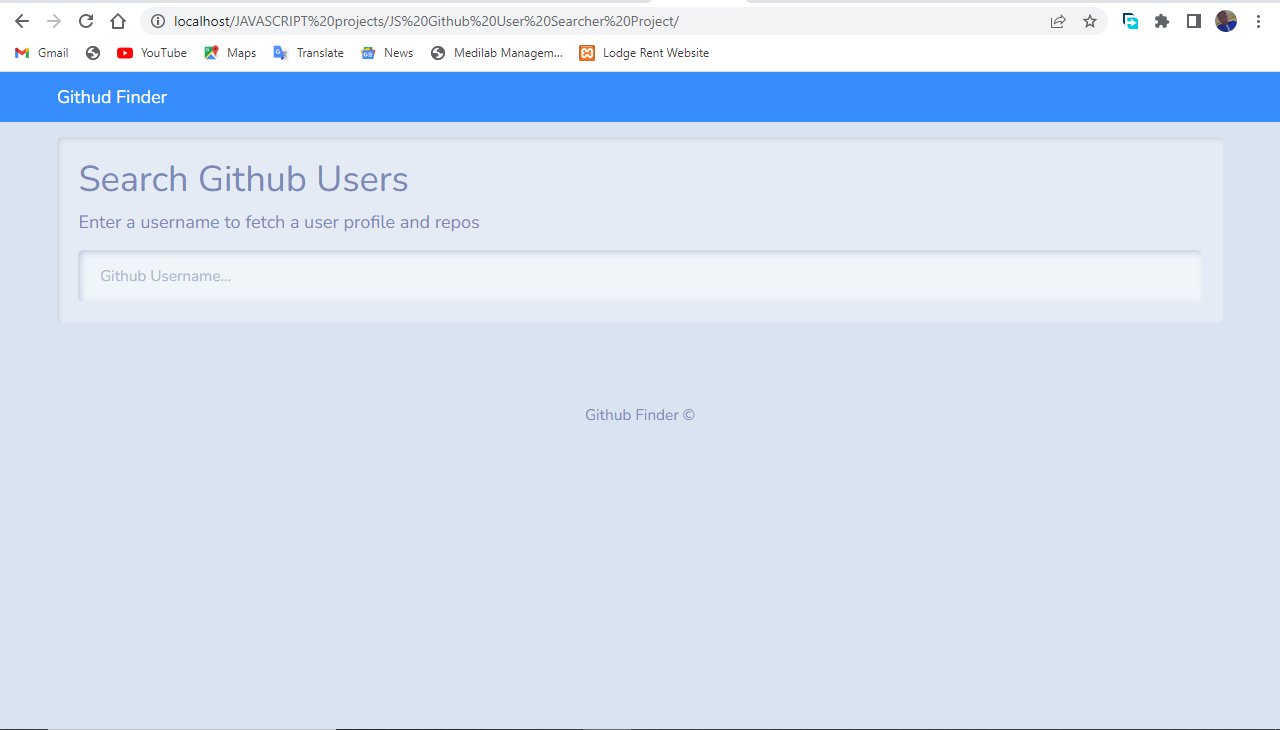 localhost/JAVASCRIPT%20projects/JS%20Github%20User%20Searcher%20Project/
Gmail YouTube Maps Translate News Medilab Managem... Lodge Rent Website
Githud Finder
Search Github Users
Enter a username to fetch a user profile and repos
Github Username...
Github Finder ©